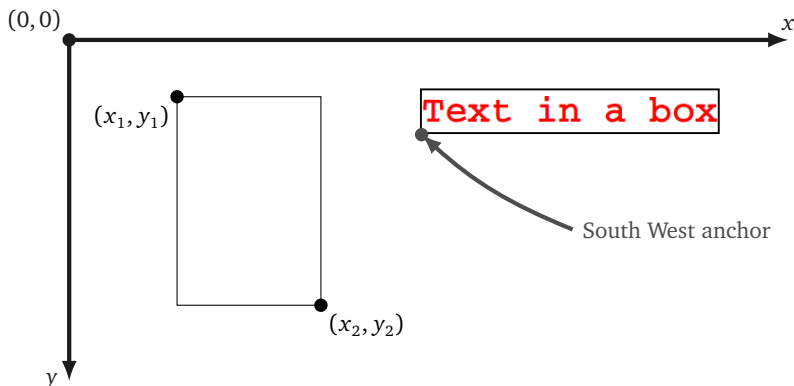 (0, 0)
x
(x₁, y₁)
Text in a box
South West anchor
(x₂, y₂)
y